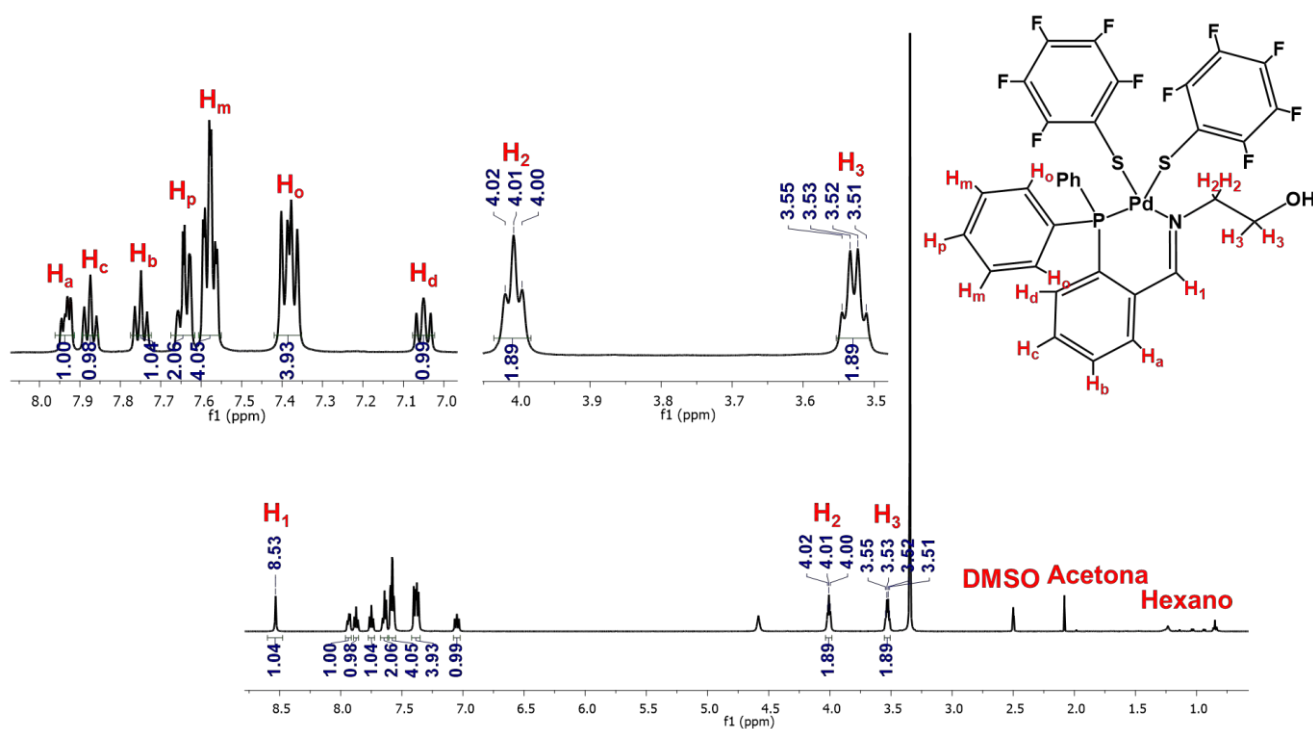 Ha
Hc
Hb
Hp
Hm
Ho
Hd
1.00
0.98
1.04
2.06
4.05
3.93
0.99
8.0 7.9 7.8 7.7 7.6 7.5 7.4 7.3 7.2 7.1 7.0
f1 (ppm)
H2
4.02
4.01
4.00
H3
3.55
3.53
3.52
3.51
1.89
1.89
4.0 3.9 3.8 3.7 3.6 3.5
f1 (ppm)
F F F F F
F F F F F
S S
Ph
Pd
P
N
OH
H2H2
H3
H3
H1
Ho
Hm
Hp
Hm
Ho
Hd
Hc
Hb
Ha
H1
8.53
H2
4.02
4.01
4.00
H3
3.55
3.53
3.52
3.51
DMSO
Acetona
Hexano
1.04
1.00
0.98
1.04
2.06
4.05
3.93
0.99
1.89
1.89
8.5 8.0 7.5 7.0 6.5 6.0 5.5 5.0 4.5 4.0 3.5 3.0 2.5 2.0 1.5 1.0
f1 (ppm)